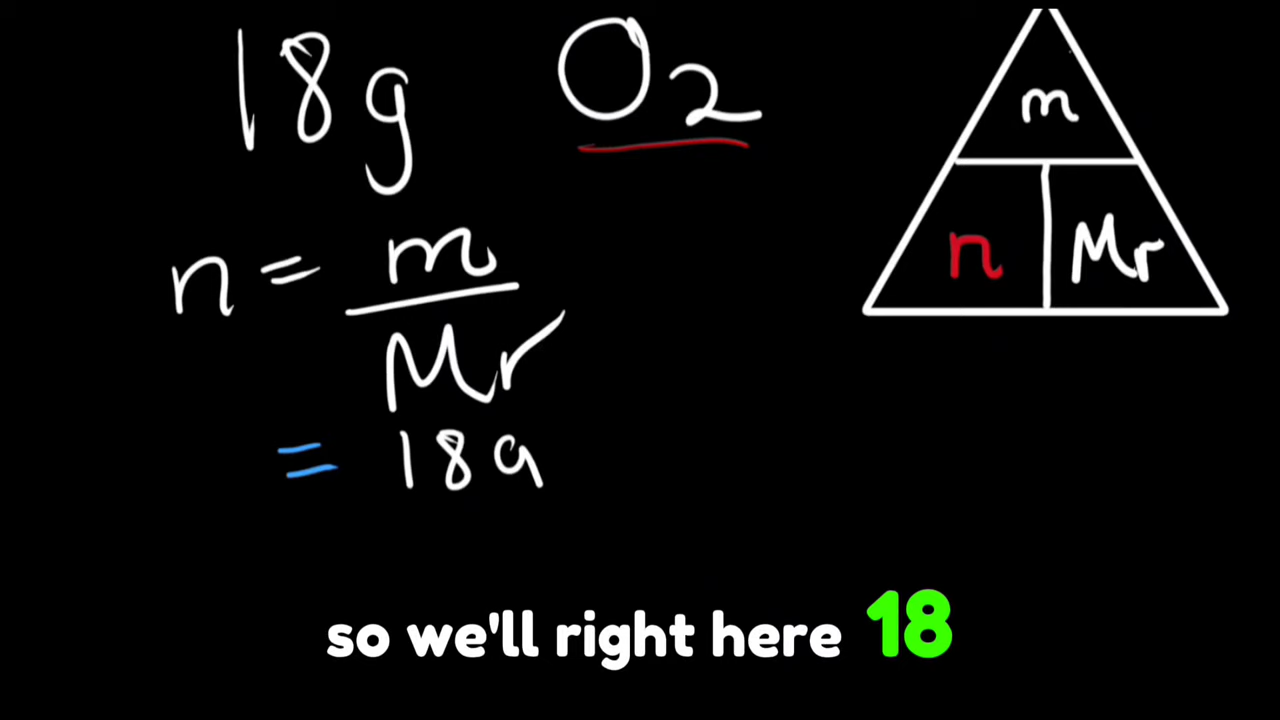 18g O2
m
n Mr
n = m
Mr
= 18g
so we'll right here 18